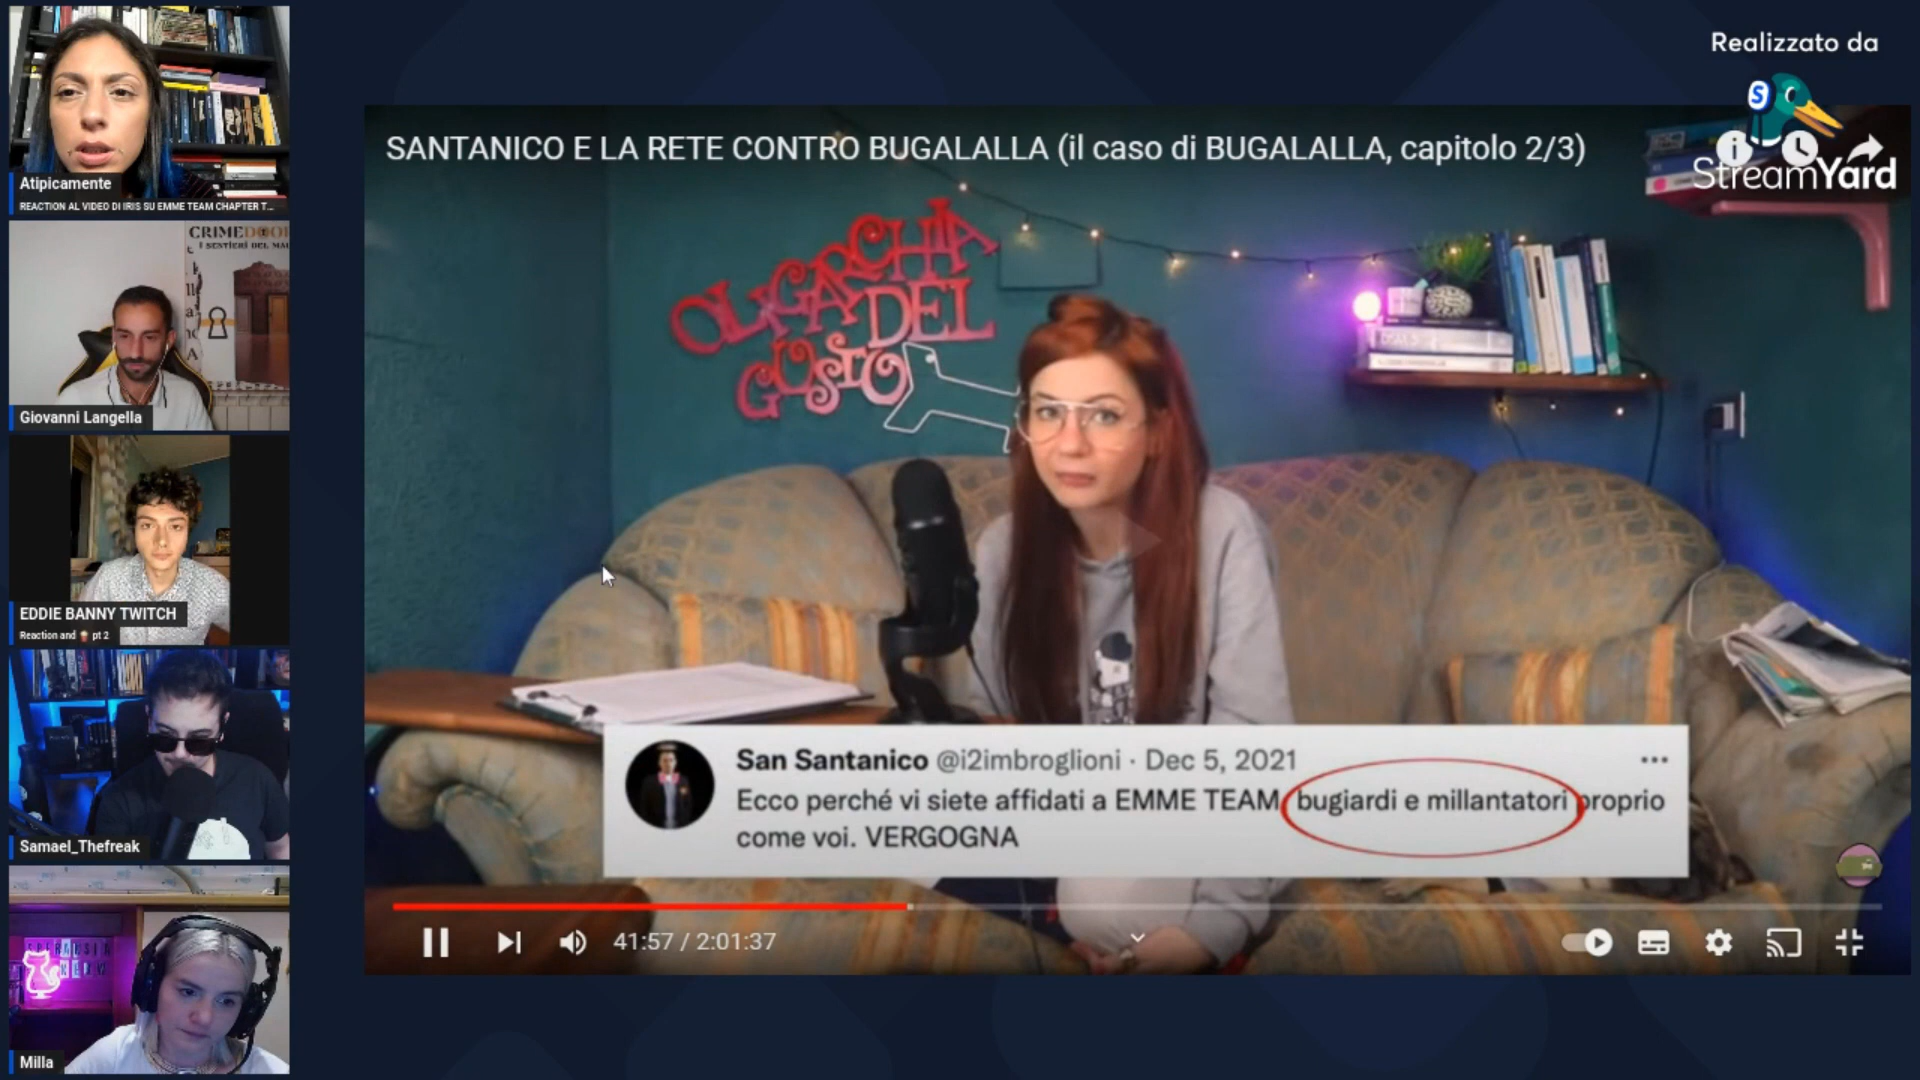 Realizzato da
StreamYard
Atipicamente
REACTION AL VIDEO DI IRIS SU EMME TEAM CHAPTER T...
CRIMEDOOR
I SENTIERI DEL MALE
Giovanni Langella
EDDIE BANNY TWITCH
Reaction and 🍿 pt 2
Samael_Thefreak
Milla
SANTANICO E LA RETE CONTRO BUGALALLA (il caso di BUGALALLA, capitolo 2/3)
OLIGARCHIA
DEL
GUSTO
San Santanico @i2imbroglioni · Dec 5, 2021
Ecco perché vi siete affidati a EMME TEAM bugiardi e millantatori proprio
come voi. VERGOGNA
41:57 / 2:01:37